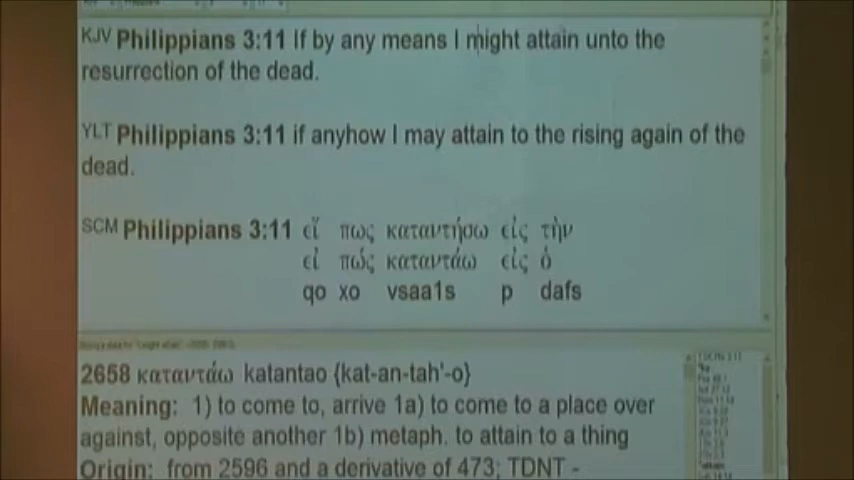 KJV Philippians 3:11 If by any means I might attain unto the
resurrection of the dead.
YLT Philippians 3:11 if anyhow I may attain to the rising again of the
dead.
SCM Philippians 3:11 εἴ πως καταντήσω εἰς τὴν
εἰ πώς καταντάω εἰς ὁ
qo xo vsaa1s p dafs
2658 καταντάω katantao {kat-an-tah'-o}
Meaning: 1) to come to, arrive 1a) to come to a place over
against, opposite another 1b) metaph. to attain to a thing
Origin: from 2596 and a derivative of 473; TDNT -